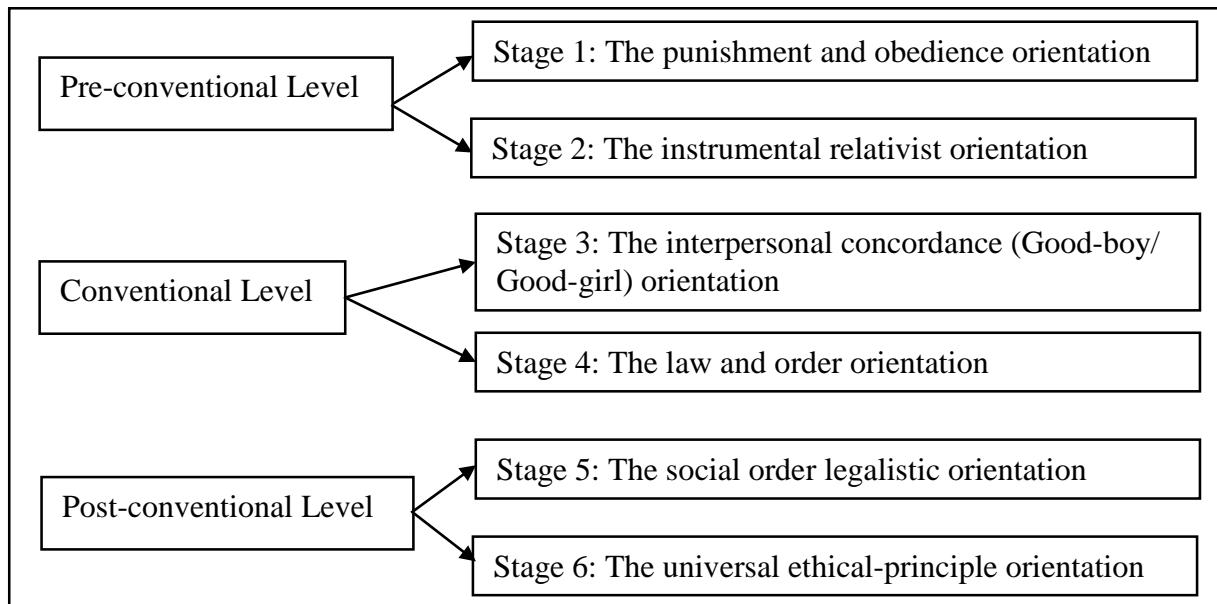 Pre-conventional Level
Stage 1: The punishment and obedience orientation
Stage 2: The instrumental relativist orientation
Conventional Level
Stage 3: The interpersonal concordance (Good-boy/
Good-girl) orientation
Stage 4: The law and order orientation
Post-conventional Level
Stage 5: The social order legalistic orientation
Stage 6: The universal ethical-principle orientation